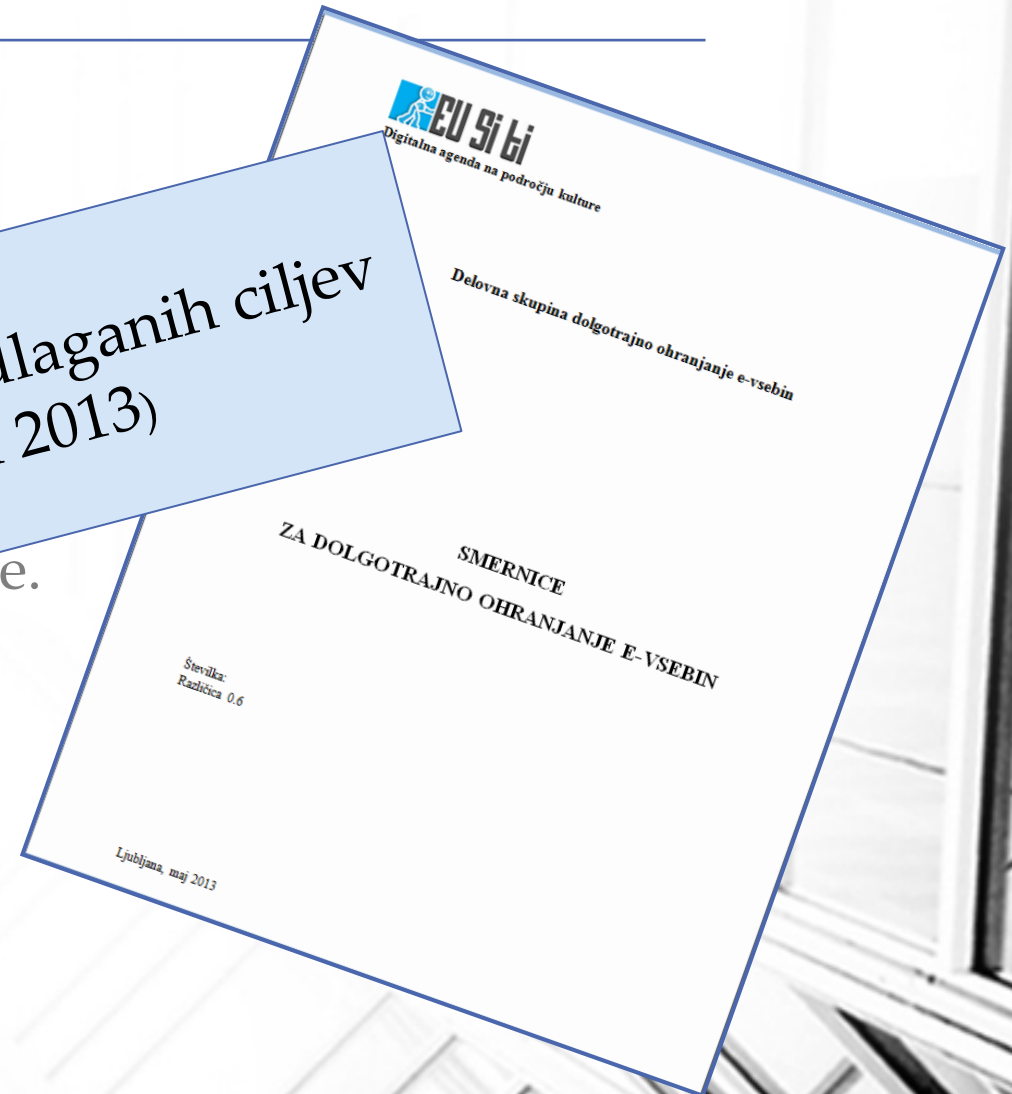 EU Si ti
Digitalna agenda na področju kulture
Delovna skupina dolgotrajno ohranjanje e-vsebin
dlaganih ciljev
2013)
e.
SMERNICE
ZA DOLGOTRAJNO OHRANJANJE E-VSEBIN
Številka:
Različica 0.6
Ljubljana, maj 2013